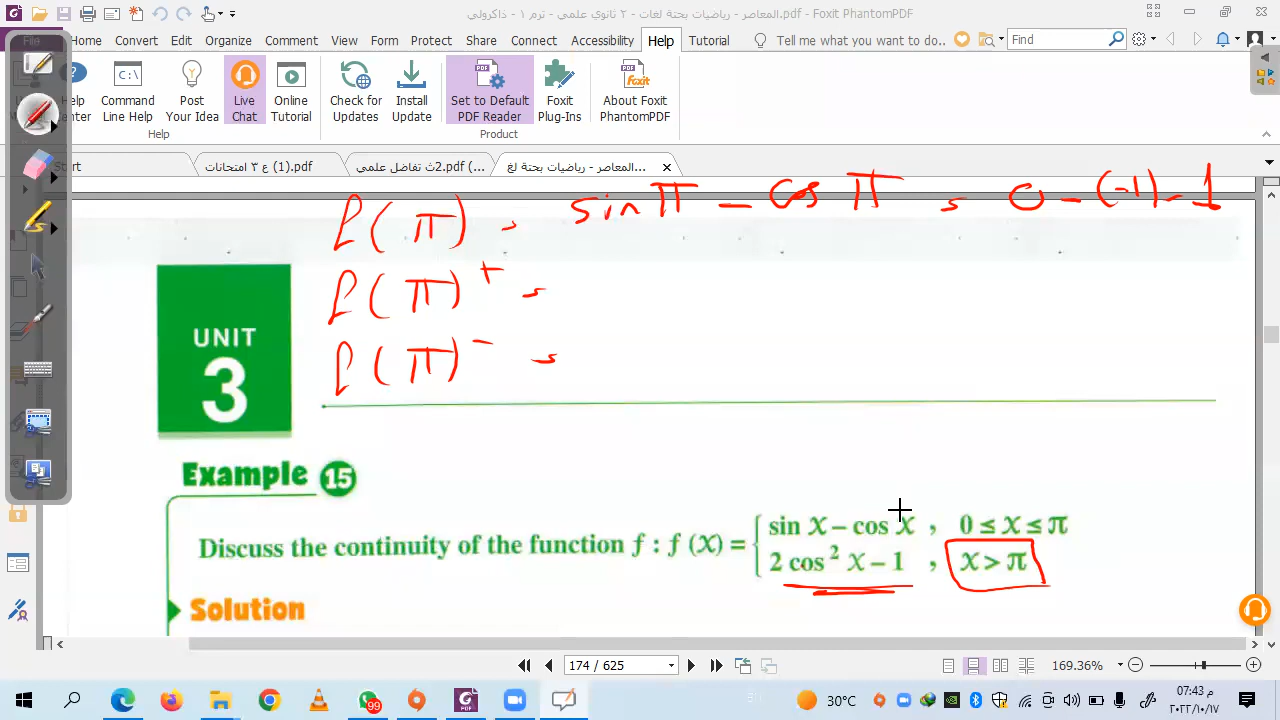 المعاصر - رياضيات بحتة لغات - ٢ ثانوي علمي - ترم ١ - ذاكرولي.pdf - Foxit PhantomPDF
File Home Convert Edit Organize Comment View Form Protect Share Connect Accessibility Help Tutorial Tell me what you want to do.. Find
Help Command Line Help Post Your Idea Live Chat Online Tutorial Check for Updates Install Update Set to Default PDF Reader Foxit Plug-Ins About Foxit PhantomPDF
Help Product
Start ع ٣ امتحانات (1).pdf 2ث تفاضل علمي.pdf (... المعاصر - رياضيات بحتة لغ...
f(π) = sin π - cos π = 0 - (-1) = 1
f(π)⁺ =
f(π)⁻ =
UNIT
3
Example 15
Discuss the continuity of the function f : f (X) = { sin X – cos X , 0 ≤ X ≤ π
2 cos² X – 1 , X > π
Solution
174 / 625 169.36%
99 30°C 07:43 م
٢٠٢٢/١٠/١٧